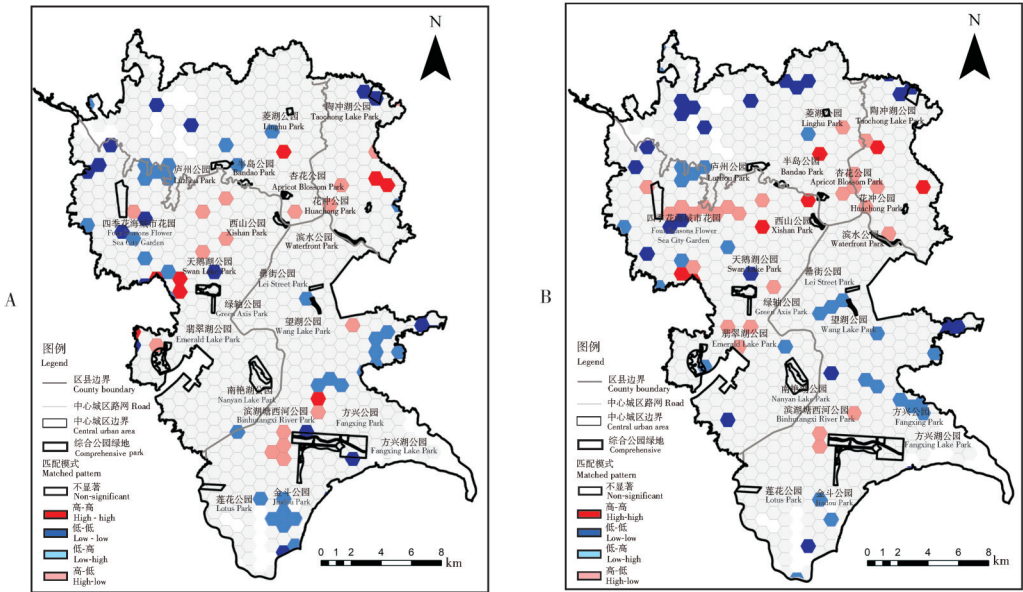 A
N
菱湖公园
Linghu Park
陶冲湖公园
Taochong Lake Park
庐州公园
Luzhou Park
半岛公园
Bandao Park
杏花公园
Apricot Blossom Park
花冲公园
Huachong Park
四季花海城市花园
Four Seasons Flower
Sea City Garden
西山公园
Xishan Park
滨水公园
Waterfront Park
天鹅湖公园
Swan Lake Park
罍街公园
Lei Street Park
绿轴公园
Green Axis Park
翡翠湖公园
Emerald Lake Park
望湖公园
Wang Lake Park
南艳湖公园
Nanyan Lake Park
滨湖塘西河公园
Binhutangxi River Park
方兴公园
Fangxing Park
方兴湖公园
Fangxing Lake Park
莲花公园
Lotus Park
金斗公园
Jindou Park
图例
Legend
区县边界
County boundary
中心城区路网 Road
中心城区边界
Central urban area
综合公园绿地
Comprehensive park
匹配模式
Matched pattern
不显著
Non-significant
高-高
High - high
低-低
Low - low
低-高
Low-high
高-低
High-low
0 2 4 6 8
km
B
N
菱湖公园
Linghu Park
陶冲湖公园
Taochong Lake Park
庐州公园
Luzhou Park
半岛公园
Bandao Park
杏花公园
Apricot Blossom Park
花冲公园
Huachong Park
四季花海城市花园
Four Seasons Flower
Sea City Garden
西山公园
Xishan Park
滨水公园
Waterfront Park
天鹅湖公园
Swan Lake Park
罍街公园
Lei Street Park
绿轴公园
Green Axis Park
望湖公园
Wang Lake Park
翡翠湖公园
Emerald Lake Park
南艳湖公园
Nanyan Lake Park
滨湖塘西河公园
Binhutangxi River Park
方兴公园
Fangxing Park
方兴湖公园
Fangxing Lake Park
莲花公园
Lotus Park
金斗公园
Jindou Park
图例
Legend
区县边界
County boundary
中心城区路网 Road
中心城区边界
Central urban area
综合公园绿地
Comprehensive
匹配模式
Matched pattern
不显著
Non-significant
高-高
High-high
低-低
Low-low
低-高
Low-high
高-低
High-low
0 2 4 6 8
km